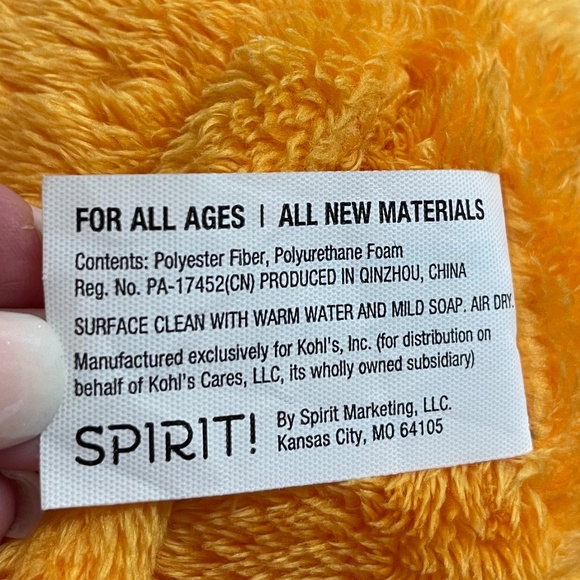 FOR ALL AGES | ALL NEW MATERIALS
Contents: Polyester Fiber, Polyurethane Foam
Reg. No. PA-17452(CN) PRODUCED IN QINZHOU, CHINA
SURFACE CLEAN WITH WARM WATER AND MILD SOAP. AIR DRY.
Manufactured exclusively for Kohl's, Inc. (for distribution on
behalf of Kohl's Cares, LLC, its wholly owned subsidiary)
SPIRIT!
By Spirit Marketing, LLC.
Kansas City, MO 64105